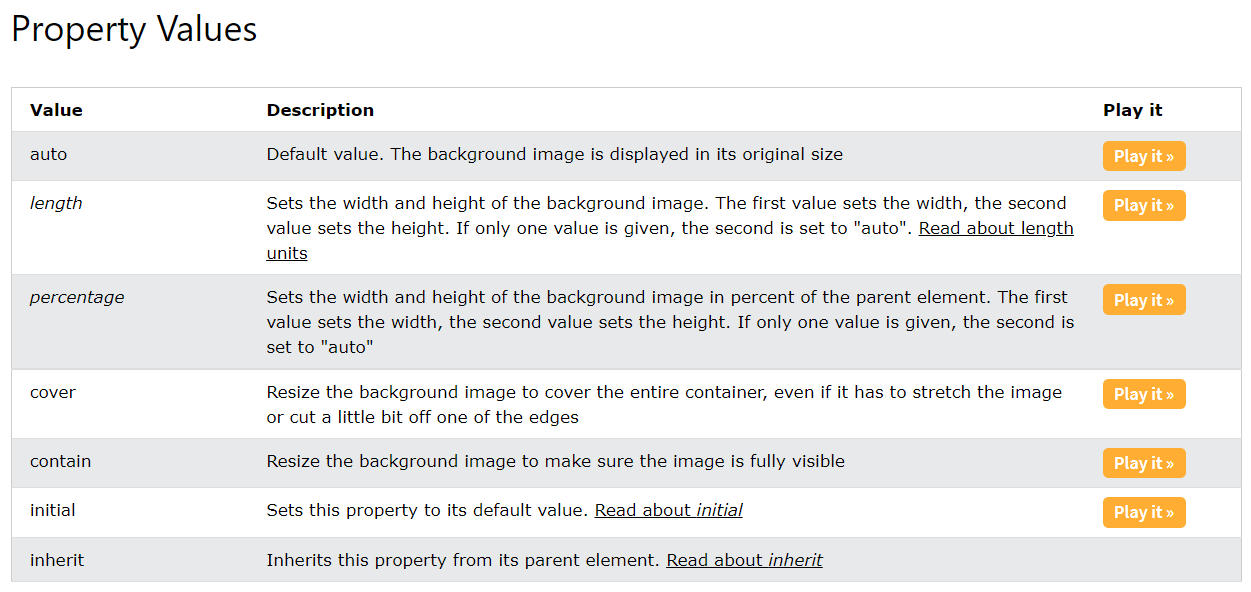 Property Values
Value Description Play it
auto Default value. The background image is displayed in its original size Play it »
length Sets the width and height of the background image. The first value sets the width, the second Play it »
value sets the height. If only one value is given, the second is set to "auto". Read about length
units
percentage Sets the width and height of the background image in percent of the parent element. The first Play it »
value sets the width, the second value sets the height. If only one value is given, the second is
set to "auto"
cover Resize the background image to cover the entire container, even if it has to stretch the image Play it »
or cut a little bit off one of the edges
contain Resize the background image to make sure the image is fully visible Play it »
initial Sets this property to its default value. Read about initial Play it »
inherit Inherits this property from its parent element. Read about inherit